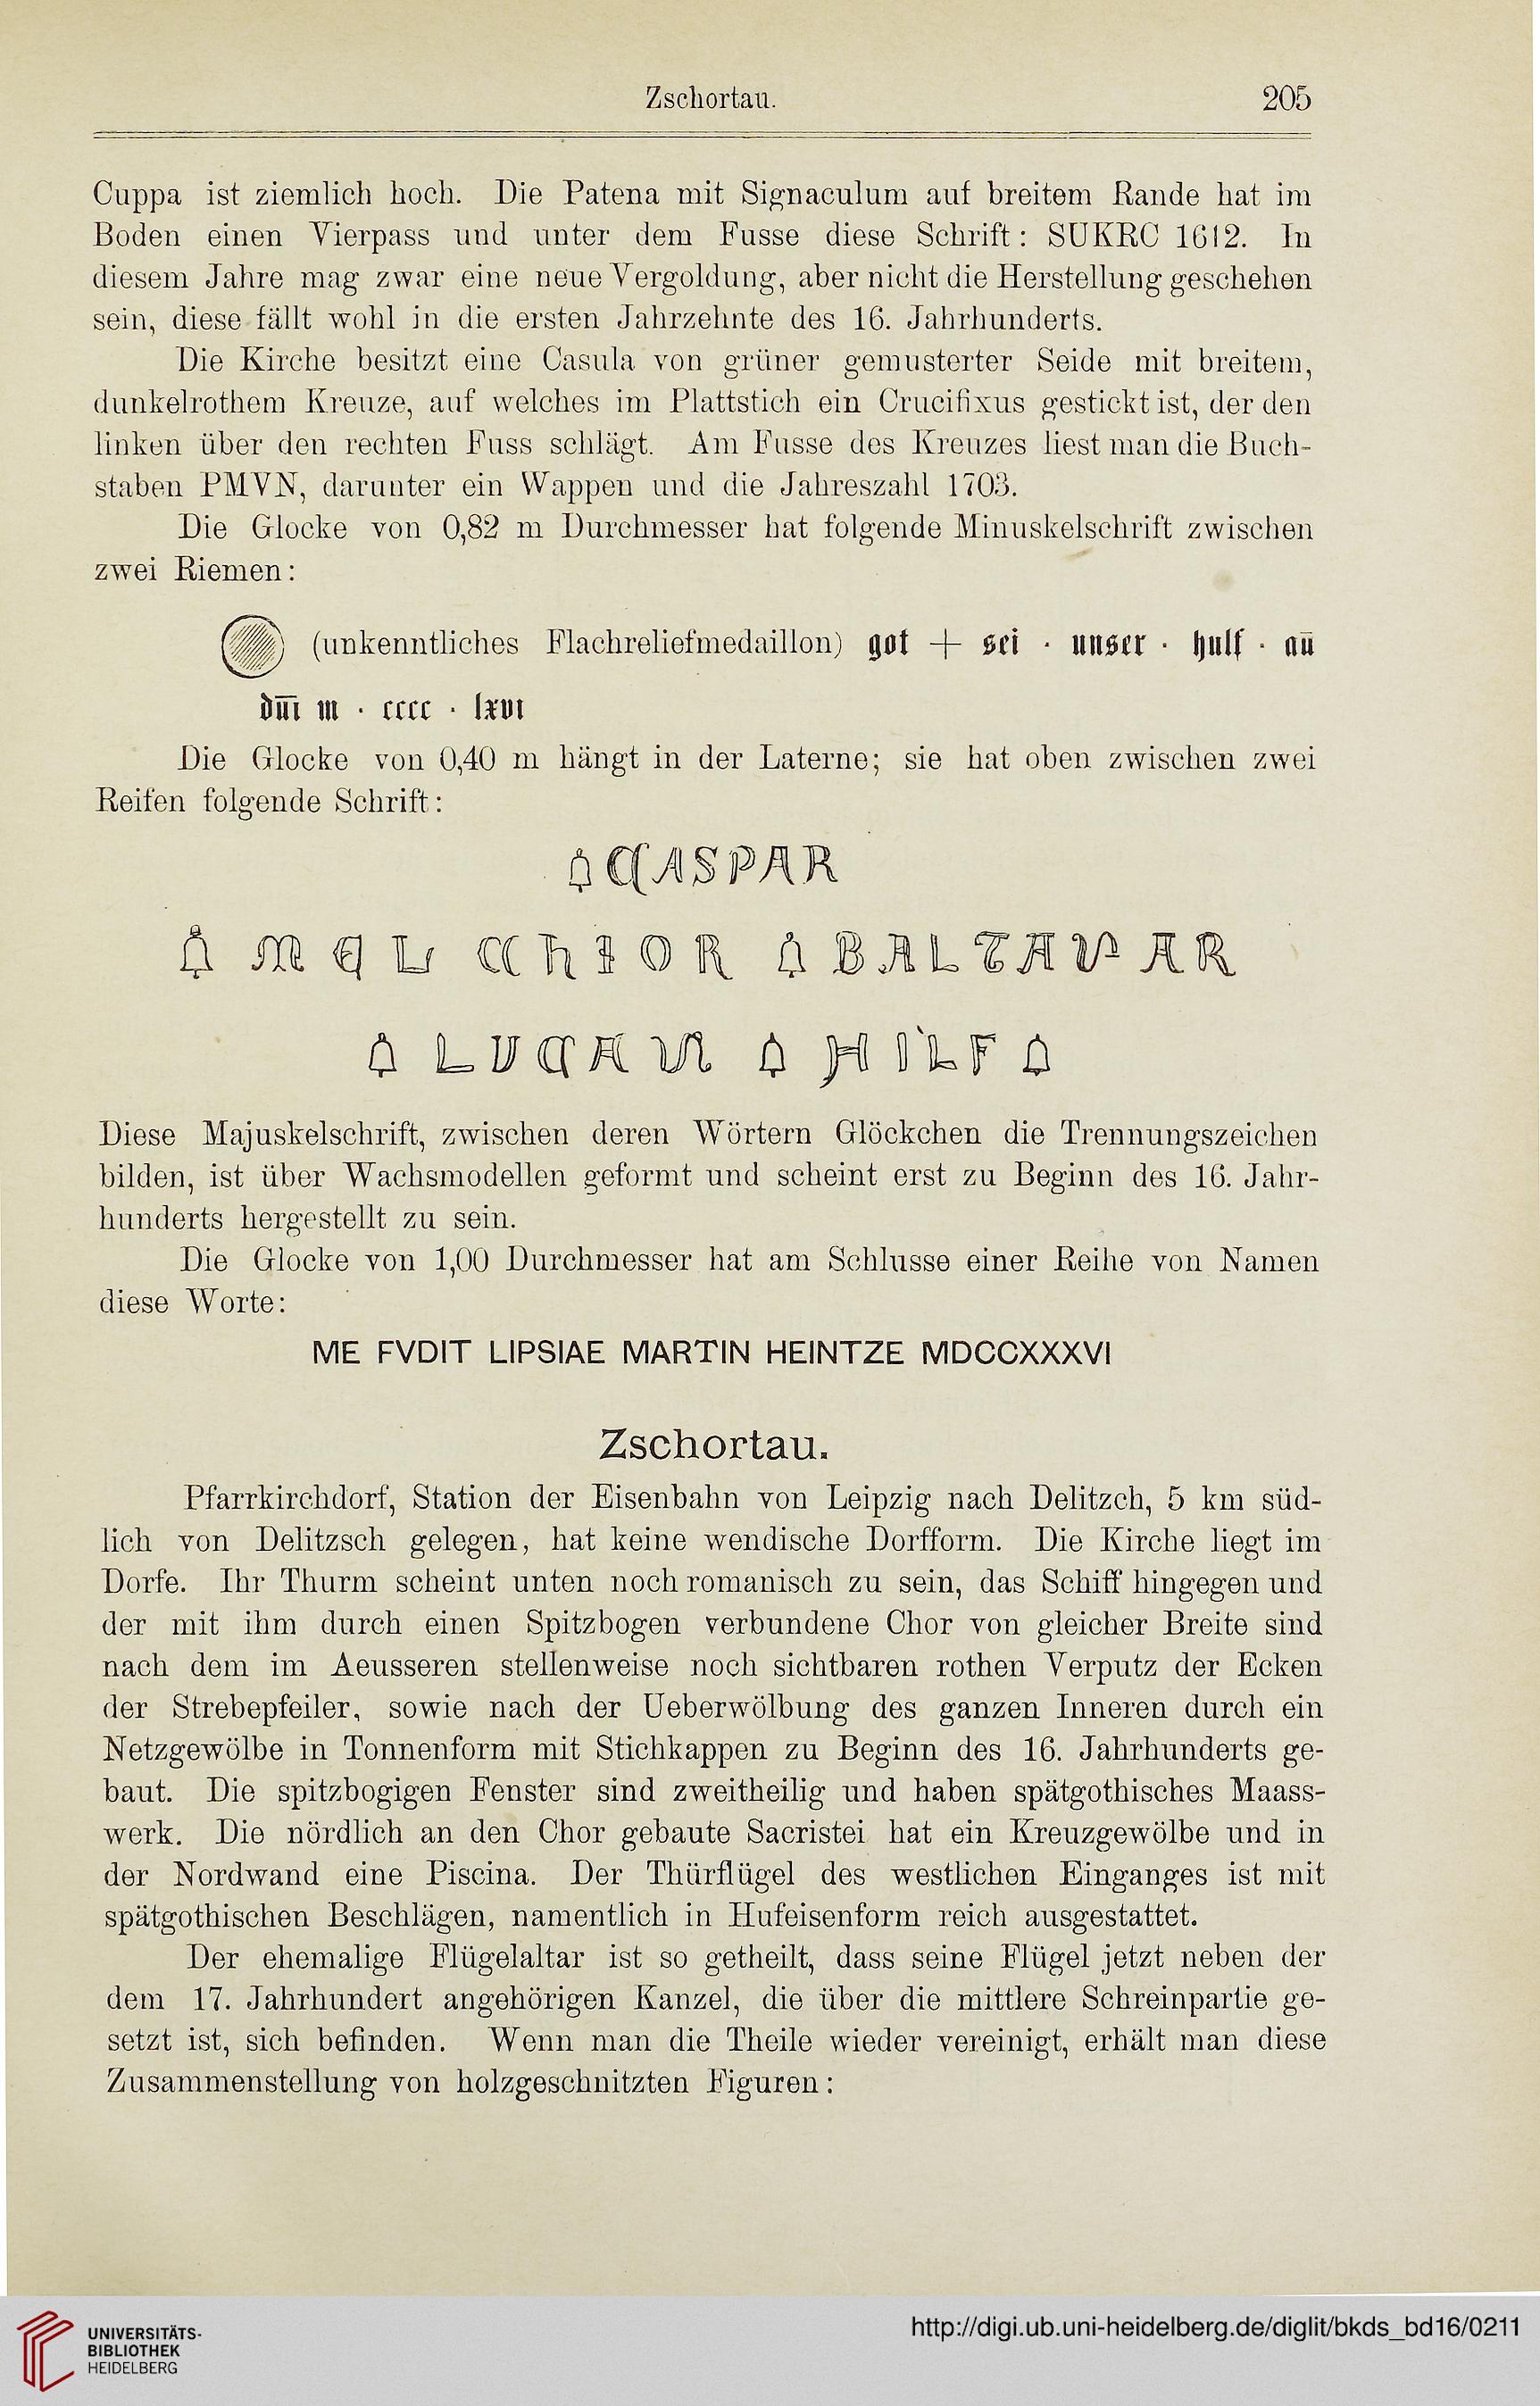 Zschortau. 205
Cuppa ist ziemlich hoch. Die Patena mit Signaculum auf breitem Rande hat im
Boden einen Vierpass und unter dem Fusse diese Schrift: SUKRC 1612. In
diesem Jahre mag zwar eine neue Vergoldung, aber nicht die Herstellung geschehen
sein, diese fällt wohl in die ersten Jahrzehnte des 16. Jahrhunderts.
Die Kirche besitzt eine Casula von grüner gemusterter Seide mit breitem,
dunkelrothem Kreuze, auf welches im Plattstich ein Crucifixus gestickt ist, der den
linken über den rechten Fuss schlägt. Am Fusse des Kreuzes liest man die Buch-
staben PMVN, darunter ein Wappen und die Jahreszahl 1703.
Die Glocke von 0,82 m Durchmesser hat folgende Minuskelschrift zwischen
zwei Riemen:
(unkenntliches Flachreliefmedaillon) got + sei · unser · hulf · an̄
dn̄i m · cccc · lxvi
Die Glocke von 0,40 m hängt in der Laterne; sie hat oben zwischen zwei
Reifen folgende Schrift:
CASPAR
MEL CHIOR BALTAVAR
LUCAM HILF
Diese Majuskelschrift, zwischen deren Wörtern Glöckchen die Trennungszeichen
bilden, ist über Wachsmodellen geformt und scheint erst zu Beginn des 16. Jahr-
hunderts hergestellt zu sein.
Die Glocke von 1,00 Durchmesser hat am Schlusse einer Reihe von Namen
diese Worte:
ME FVDIT LIPSIAE MARTIN HEINTZE MDCCXXXVI
Zschortau.
Pfarrkirchdorf, Station der Eisenbahn von Leipzig nach Delitzch, 5 km süd-
lich von Delitzsch gelegen, hat keine wendische Dorfform. Die Kirche liegt im
Dorfe. Ihr Thurm scheint unten noch romanisch zu sein, das Schiff hingegen und
der mit ihm durch einen Spitzbogen verbundene Chor von gleicher Breite sind
nach dem im Aeusseren stellenweise noch sichtbaren rothen Verputz der Ecken
der Strebepfeiler, sowie nach der Ueberwölbung des ganzen Inneren durch ein
Netzgewölbe in Tonnenform mit Stichkappen zu Beginn des 16. Jahrhunderts ge-
baut. Die spitzbogigen Fenster sind zweitheilig und haben spätgothisches Maass-
werk. Die nördlich an den Chor gebaute Sacristei hat ein Kreuzgewölbe und in
der Nordwand eine Piscina. Der Thürflügel des westlichen Einganges ist mit
spätgothischen Beschlägen, namentlich in Hufeisenform reich ausgestattet.
Der ehemalige Flügelaltar ist so getheilt, dass seine Flügel jetzt neben der
dem 17. Jahrhundert angehörigen Kanzel, die über die mittlere Schreinpartie ge-
setzt ist, sich befinden. Wenn man die Theile wieder vereinigt, erhält man diese
Zusammenstellung von holzgeschnitzten Figuren:
UNIVERSITÄTS-
BIBLIOTHEK
HEIDELBERG
http://digi.ub.uni-heidelberg.de/diglit/bkds_bd16/0211